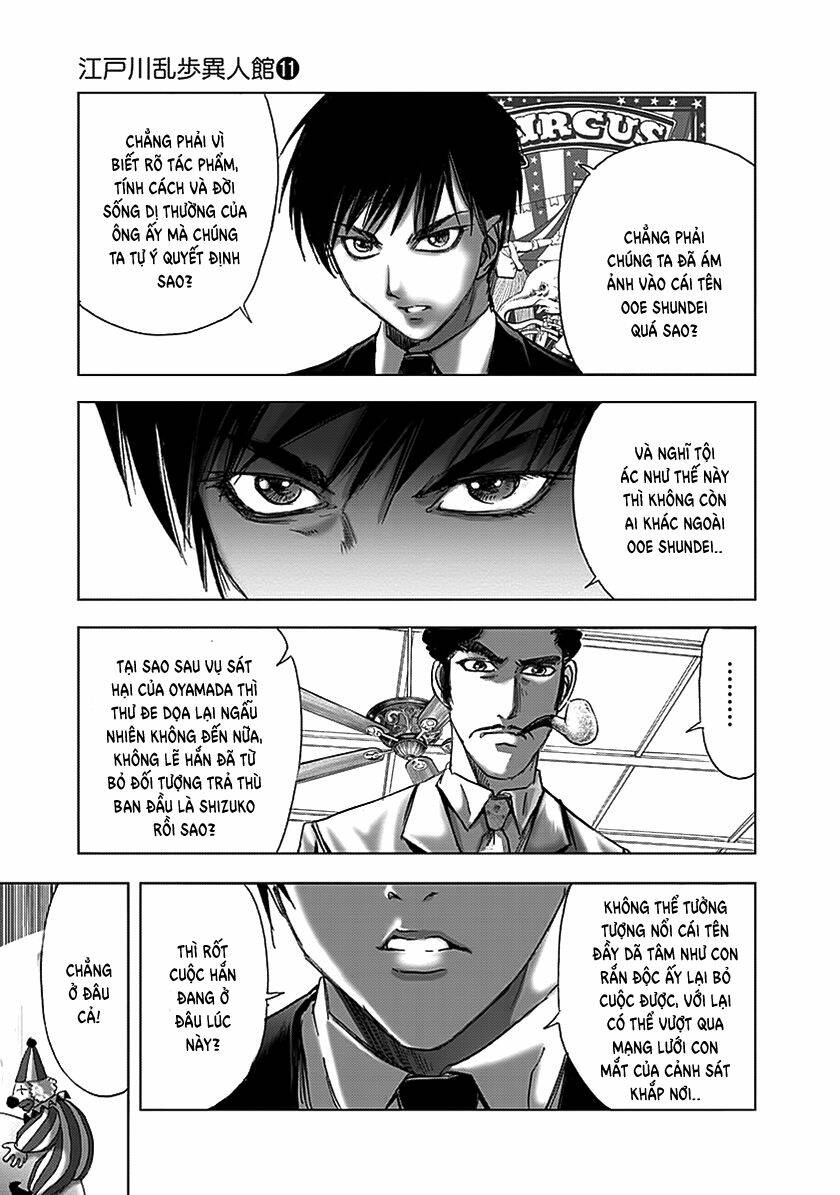 江戸川乱歩異人館⓫
CIRCUS
CHẲNG PHẢI
CHÚNG TA ĐÃ ÁM
ẢNH VÀO CÁI TÊN
OOE SHUNDEI
QUÁ SAO?
CHẲNG PHẢI VÌ
BIẾT RÕ TÁC PHẨM,
TÍNH CÁCH VÀ ĐỜI
SỐNG DỊ THƯỜNG CỦA
ÔNG ẤY MÀ CHÚNG
TA TỰ Ý QUYẾT ĐỊNH
SAO?
VÀ NGHĨ TỘI
ÁC NHƯ THẾ NÀY
THÌ KHÔNG CÒN
AI KHÁC NGOÀI
OOE SHUNDEI..
........
TẠI SAO SAU VỤ SÁT
HẠI CỦA OYAMADA THÌ
THƯ ĐE DỌA LẠI NGẪU
NHIÊN KHÔNG ĐẾN NỮA,
KHÔNG LẼ HẮN ĐÃ TỪ
BỎ ĐỐI TƯỢNG TRẢ THÙ
BAN ĐẦU LÀ SHIZUKO
RỒI SAO?
KHÔNG THỂ TƯỞNG
TƯỢNG NỔI CÁI TÊN
ĐẦY DÃ TÂM NHƯ CON
RẮN ĐỘC ẤY LẠI BỎ
CUỘC ĐƯỢC, VỚI LẠI
CÓ THỂ VƯỢT QUA
MẠNG LƯỚI CON
MẮT CỦA CẢNH SÁT
KHẮP NƠI..
THÌ RỐT
CUỘC HẮN
ĐANG Ở
ĐÂU LÚC
NÀY?
CHẲNG
Ở ĐÂU
CẢ!